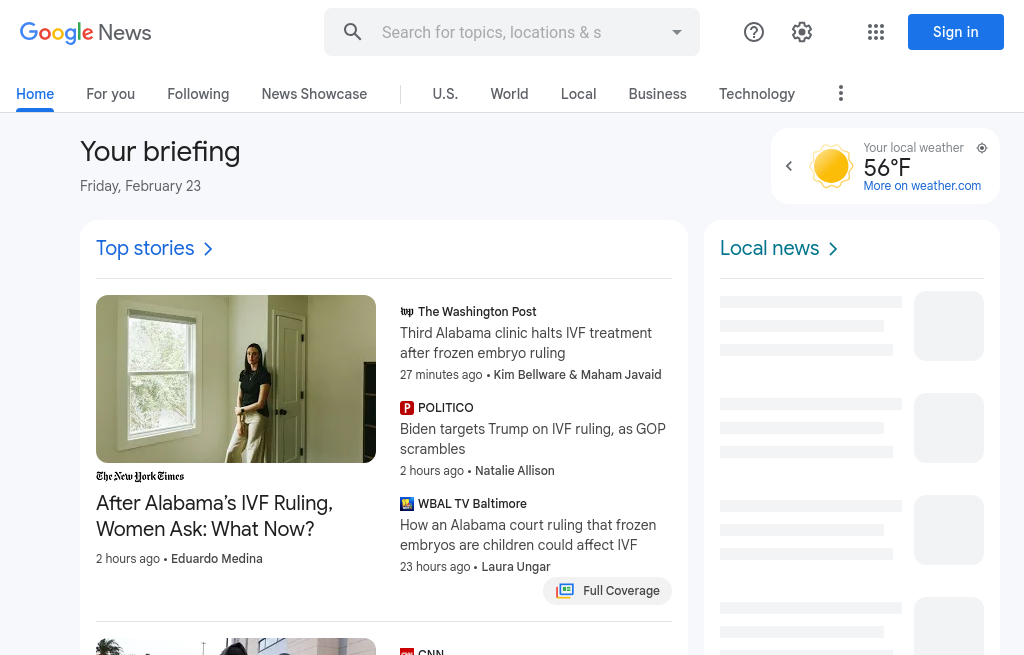 Google News
Search for topics, locations & s
Sign in
Home
For you
Following
News Showcase
U.S.
World
Local
Business
Technology
Your briefing
Friday, February 23
Your local weather
56°F
More on weather.com
Top stories
The New York Times
After Alabama's IVF Ruling,
Women Ask: What Now?
2 hours ago • Eduardo Medina
wp The Washington Post
Third Alabama clinic halts IVF treatment
after frozen embryo ruling
27 minutes ago • Kim Bellware & Maham Javaid
P POLITICO
Biden targets Trump on IVF ruling, as GOP
scrambles
2 hours ago • Natalie Allison
WBAL TV Baltimore
How an Alabama court ruling that frozen
embryos are children could affect IVF
23 hours ago • Laura Ungar
Full Coverage
CNN
Local news